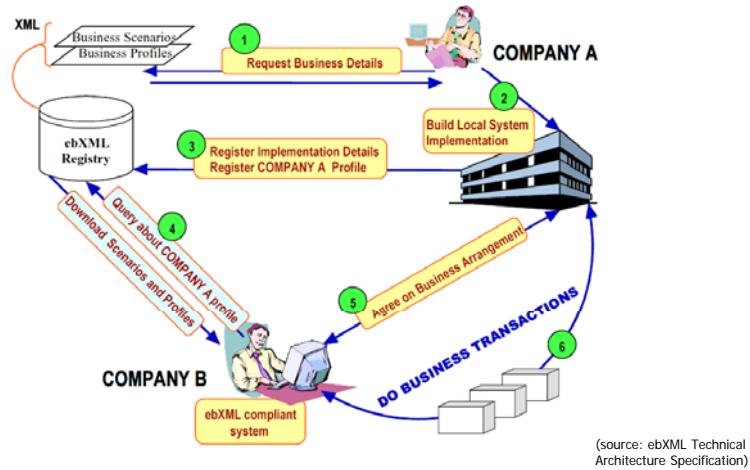 XML
Business Scenarios
Business Profiles
1
Request Business Details
COMPANY A
2
Build Local System
Implementation
ebXML
Registry
3
Register Implementation Details
Register COMPANY A Profile
4
Query about COMPANY A profile
Download Scenarios and Profiles
5
Agree on Business Arrangement
DO BUSINESS TRANSACTIONS
6
COMPANY B
ebXML compliant
system
(source: ebXML Technical
Architecture Specification)